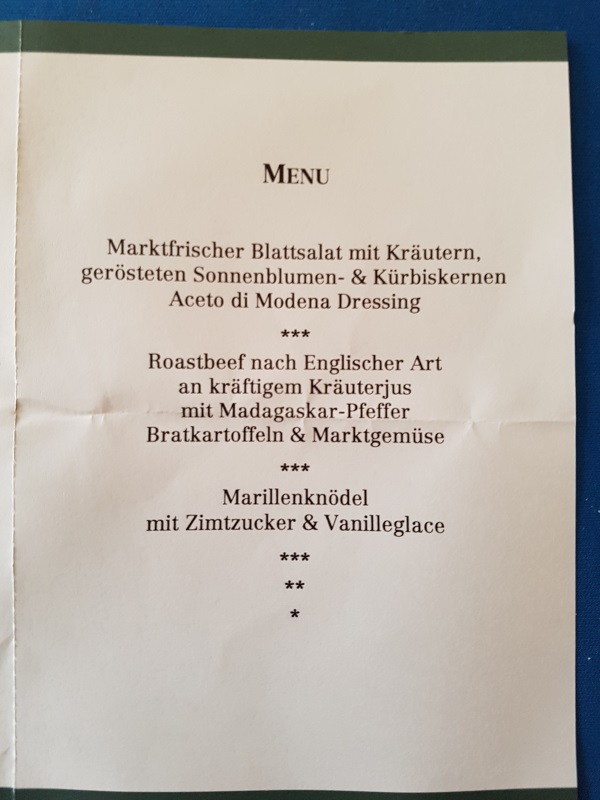 MENU
Marktfrischer Blattsalat mit Kräutern,
gerösteten Sonnenblumen- & Kürbiskernen
Aceto di Modena Dressing
***
Roastbeef nach Englischer Art
an kräftigem Kräuterjus
mit Madagaskar-Pfeffer
Bratkartoffeln & Marktgemüse
***
Marillenknödel
mit Zimtzucker & Vanilleglace
***
**
*